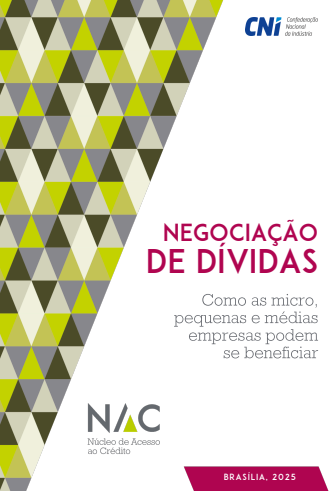 CNI
Confederação
Nacional
da Indústria
NEGOCIAÇÃO
DE DÍVIDAS
Como as micro,
pequenas e médias
empresas podem
se beneficiar
NAC
Núcleo de Acesso
ao Crédito
BRASÍLIA, 2025